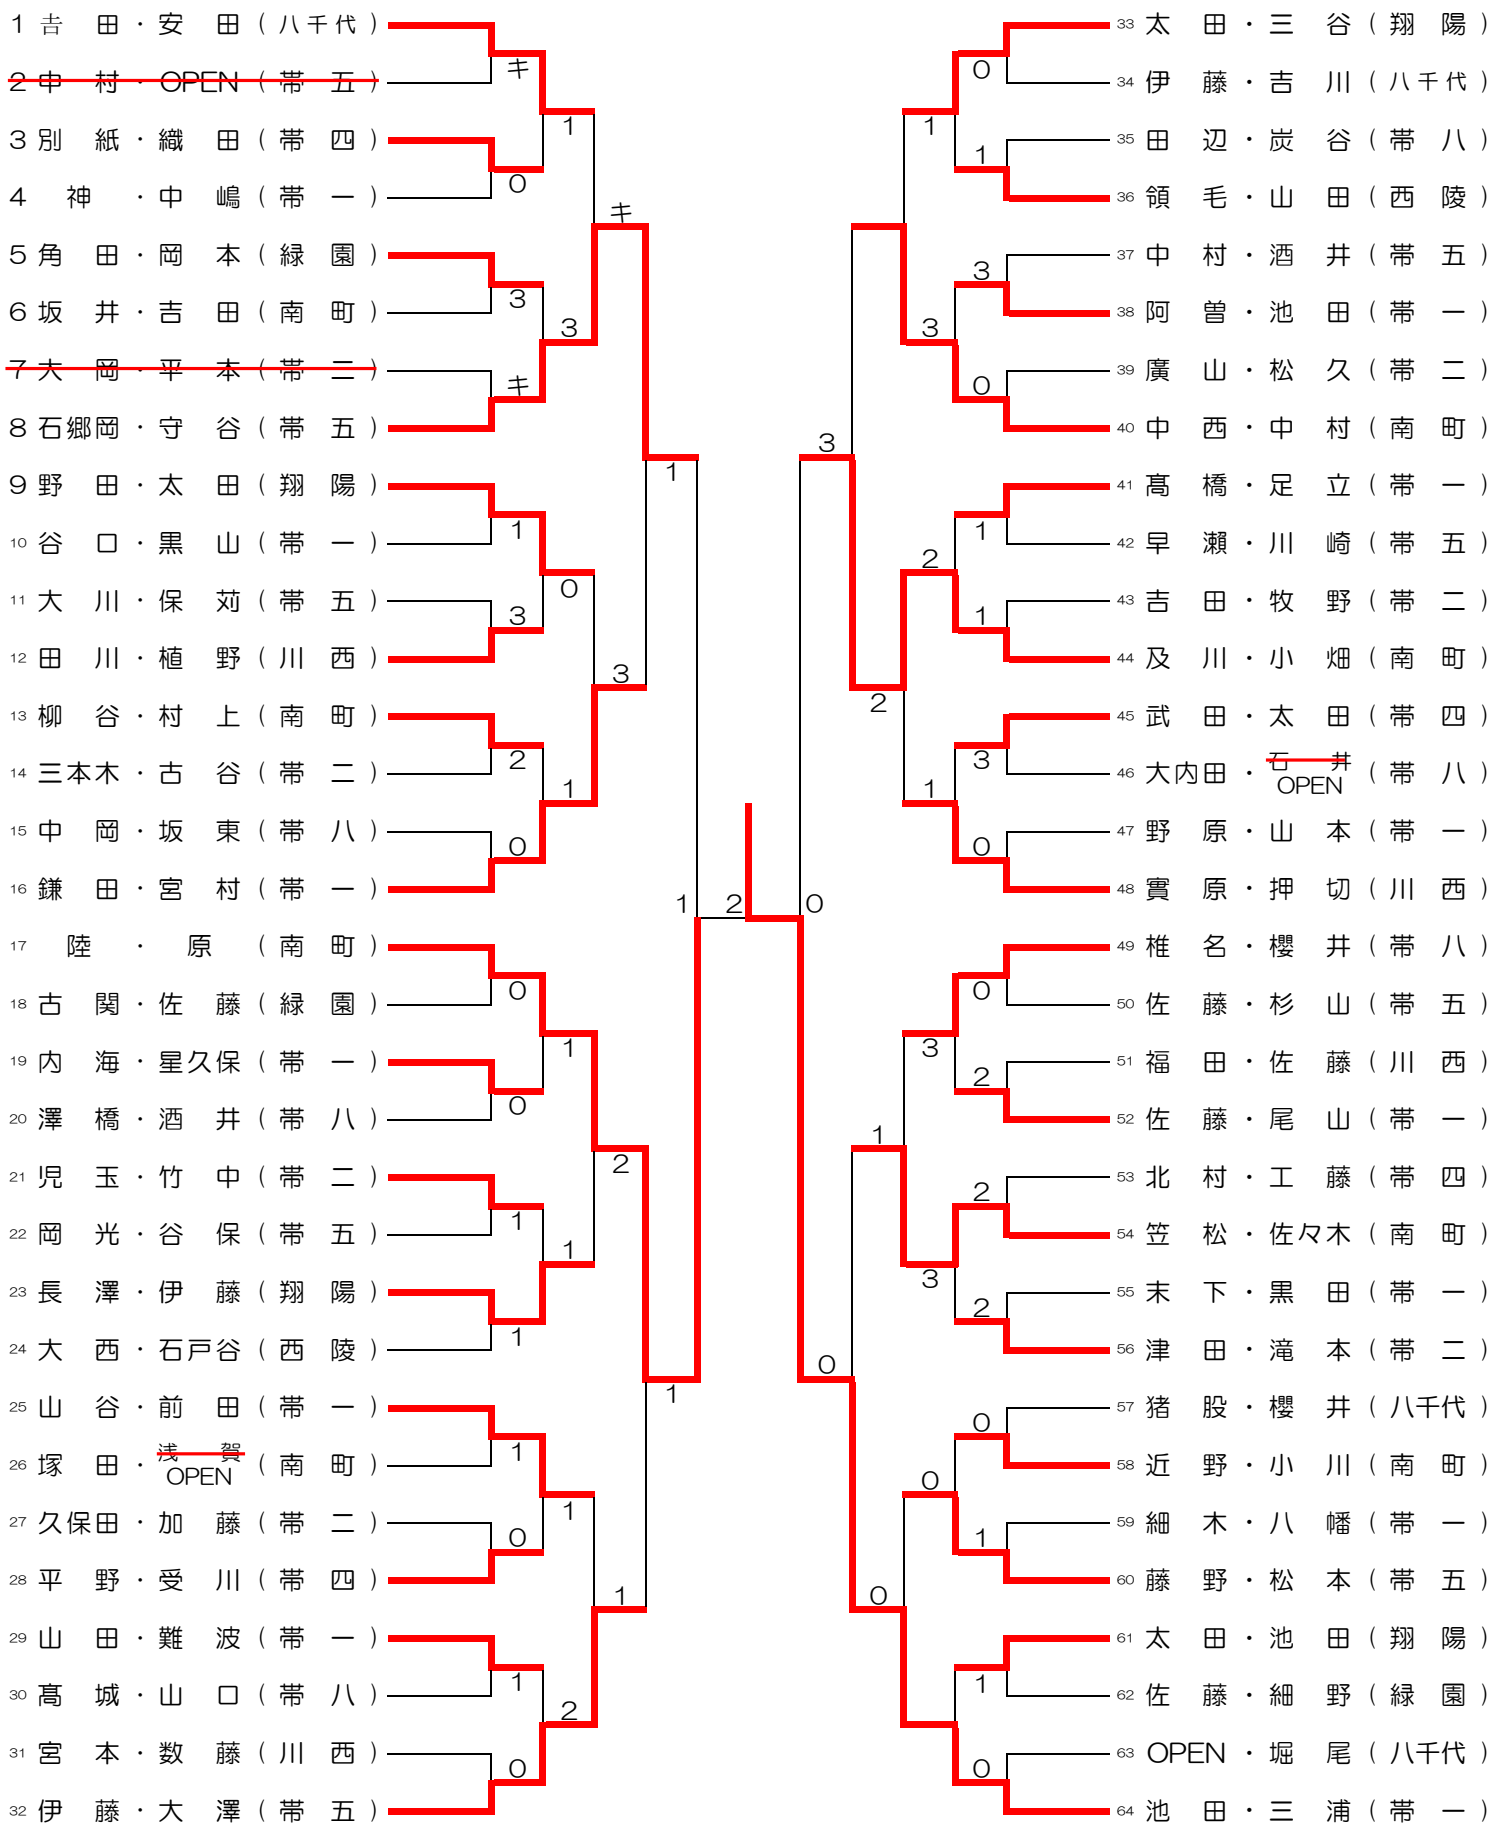 1 吉 田・安 田 ( 八千代 )
2 中 村・OPEN ( 帯 五 )
キ
1
3 別 紙・織 田 ( 帯 四 )
0
4 神 ・中 嶋 ( 帯 一 )
キ
5 角 田・岡 本 ( 緑 園 )
3
6 坂 井・吉 田 ( 南 町 )
3
7 大 岡・平 本 ( 帯 二 )
キ
8 石郷岡・守 谷 ( 帯 五 )
1
9 野 田・太 田 ( 翔 陽 )
1
10 谷 口・黒 山 ( 帯 一 )
0
11 大 川・保 苅 ( 帯 五 )
3
12 田 川・植 野 ( 川 西 )
3
13 柳 谷・村 上 ( 南 町 )
2
14 三本木・古 谷 ( 帯 二 )
1
15 中 岡・坂 東 ( 帯 八 )
0
16 鎌 田・宮 村 ( 帯 一 )
1
2
0
17 陸 ・ 原 ( 南 町 )
0
18 古 関・佐 藤 ( 緑 園 )
1
19 内 海・星久保 ( 帯 一 )
0
20 澤 橋・酒 井 ( 帯 八 )
2
21 児 玉・竹 中 ( 帯 二 )
1
22 岡 光・谷 保 ( 帯 五 )
1
23 長 澤・伊 藤 ( 翔 陽 )
1
24 大 西・石戸谷 ( 西 陵 )
1
25 山 谷・前 田 ( 帯 一 )
1
26 塚 田・浅 賀 ( 南 町 )
OPEN
1
27 久保田・加 藤 ( 帯 二 )
0
28 平 野・受 川 ( 帯 四 )
1
29 山 田・難 波 ( 帯 一 )
1
30 髙 城・山 口 ( 帯 八 )
2
31 宮 本・数 藤 ( 川 西 )
0
32 伊 藤・大 澤 ( 帯 五 )
33 太 田・三 谷 ( 翔 陽 )
0
34 伊 藤・吉 川 ( 八千代 )
1
35 田 辺・炭 谷 ( 帯 八 )
1
36 領 毛・山 田 ( 西 陵 )
37 中 村・酒 井 ( 帯 五 )
3
38 阿 曽・池 田 ( 帯 一 )
3
39 廣 山・松 久 ( 帯 二 )
0
40 中 西・中 村 ( 南 町 )
3
41 髙 橋・足 立 ( 帯 一 )
1
42 早 瀬・川 崎 ( 帯 五 )
2
43 吉 田・牧 野 ( 帯 二 )
1
44 及 川・小 畑 ( 南 町 )
2
45 武 田・太 田 ( 帯 四 )
3
46 大内田・石 井 ( 帯 八 )
OPEN
1
47 野 原・山 本 ( 帯 一 )
0
48 實 原・押 切 ( 川 西 )
49 椎 名・櫻 井 ( 帯 八 )
0
50 佐 藤・杉 山 ( 帯 五 )
3
51 福 田・佐 藤 ( 川 西 )
2
52 佐 藤・尾 山 ( 帯 一 )
1
53 北 村・工 藤 ( 帯 四 )
2
54 笠 松・佐々木 ( 南 町 )
3
55 末 下・黒 田 ( 帯 一 )
2
56 津 田・滝 本 ( 帯 二 )
0
57 猪 股・櫻 井 ( 八千代 )
0
58 近 野・小 川 ( 南 町 )
0
59 細 木・八 幡 ( 帯 一 )
1
60 藤 野・松 本 ( 帯 五 )
0
61 太 田・池 田 ( 翔 陽 )
1
62 佐 藤・細 野 ( 緑 園 )
63 OPEN・堀 尾 ( 八千代 )
0
64 池 田・三 浦 ( 帯 一 )